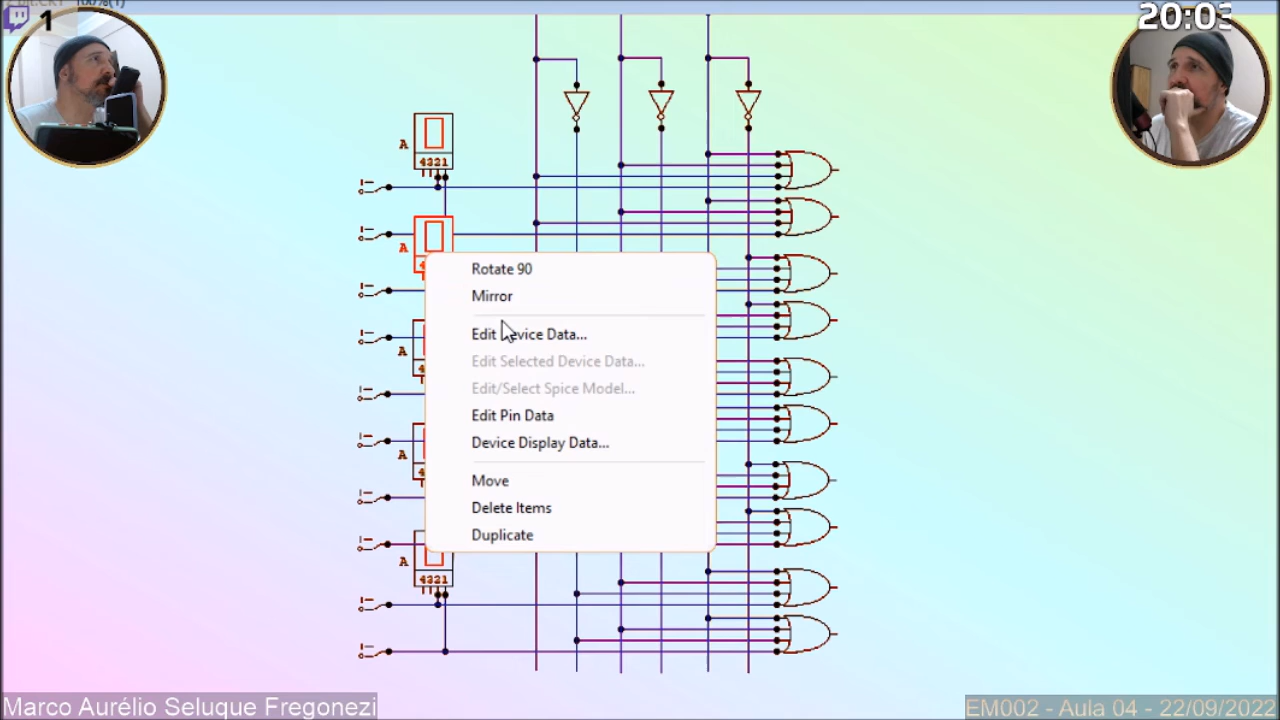 100%(1)
1
20:03
A
4321
A
Rotate 90
Mirror
Edit Device Data...
Edit Selected Device Data...
Edit/Select Spice Model...
A
Edit Pin Data
Device Display Data...
A
Move
Delete Items
Duplicate
A
4321
Marco Aurélio Seluque Fregonezi
EM002 - Aula 04 - 22/09/2022